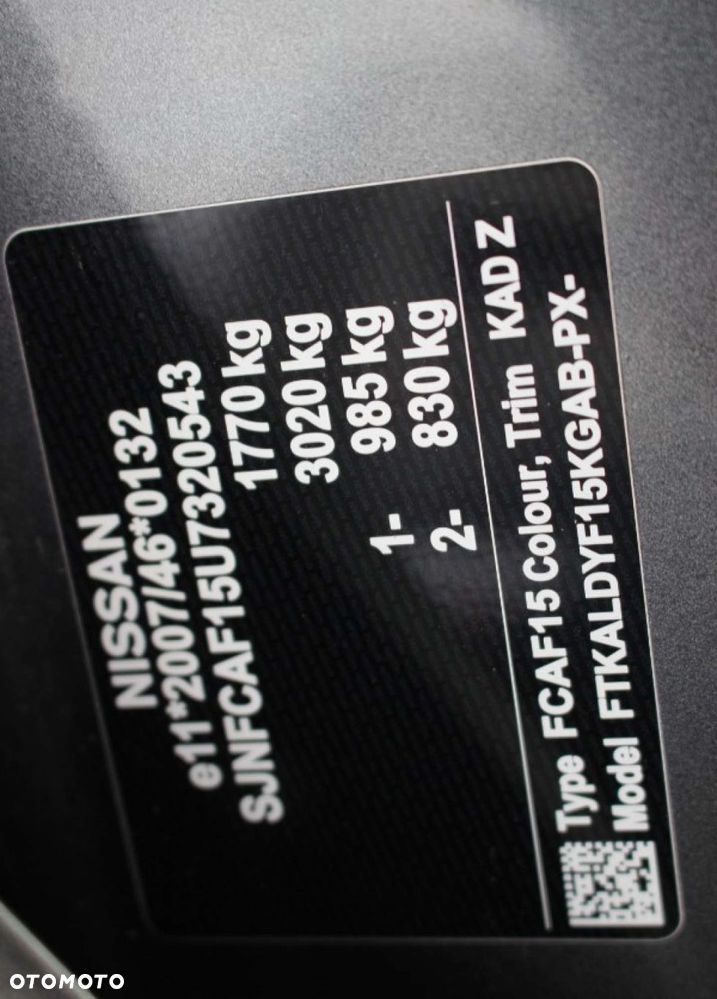 NISSAN
e11*2007/46*0132
SJNFCAF15U7320543
1770 kg
3020 kg
1- 985 kg
2- 830 kg
Type FCAF15 Colour, Trim KAD Z
Model FTKALDYF15KGAB-PX-
OTOMOTO